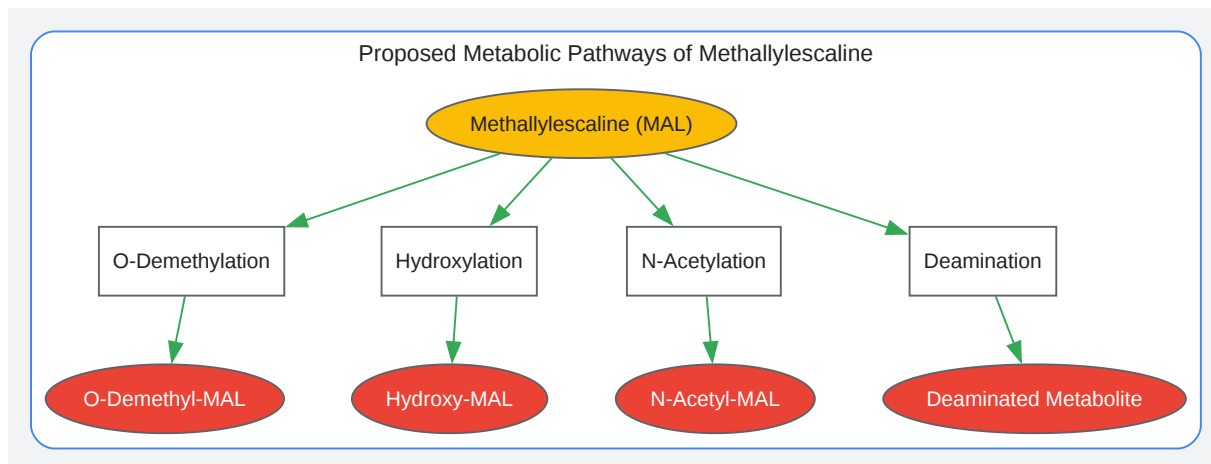 Proposed Metabolic Pathways of Methallylescaline
Methallylescaline (MAL)
O-Demethylation
Hydroxylation
N-Acetylation
Deamination
O-Demethyl-MAL
Hydroxy-MAL
N-Acetyl-MAL
Deaminated Metabolite